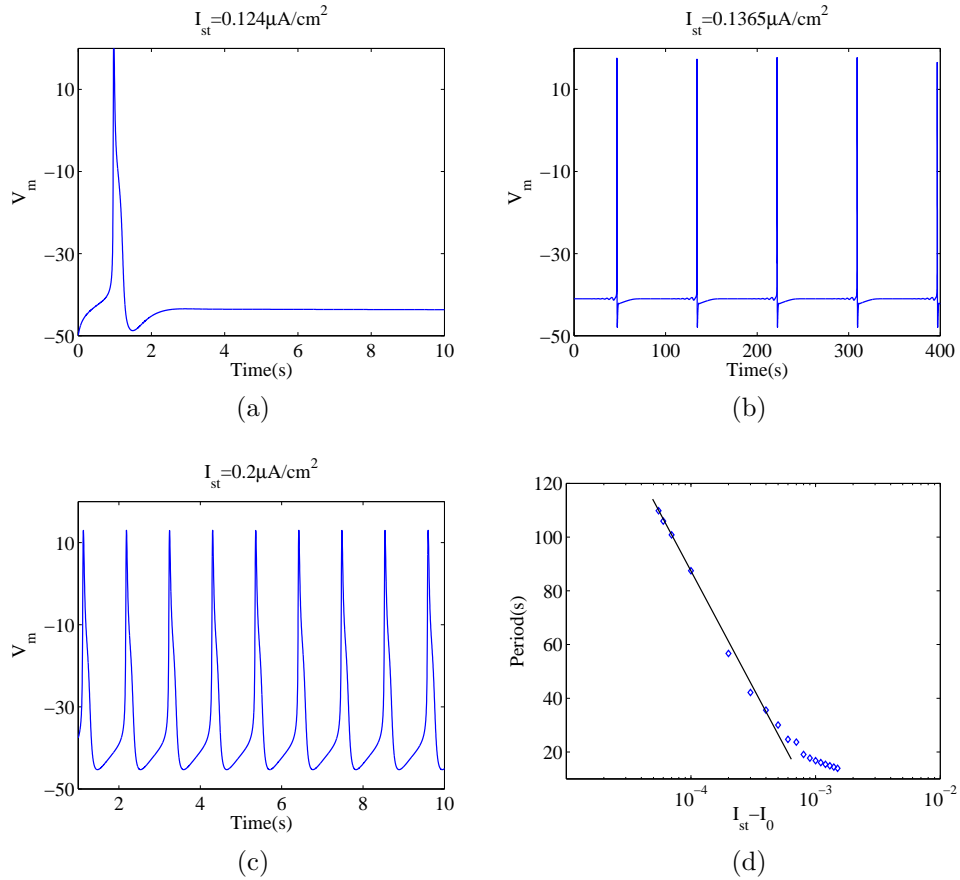 I_st=0.124μA/cm²
V_m
10
−10
−30
−50
0 2 4 6 8 10
Time(s)
(a)
I_st=0.1365μA/cm²
V_m
10
−10
−30
−50
0 100 200 300 400
Time(s)
(b)
I_st=0.2μA/cm²
V_m
10
−10
−30
−50
2 4 6 8 10
Time(s)
(c)
Period(s)
120
100
80
60
40
20
10⁻⁴ 10⁻³ 10⁻²
I_st−I_0
(d)